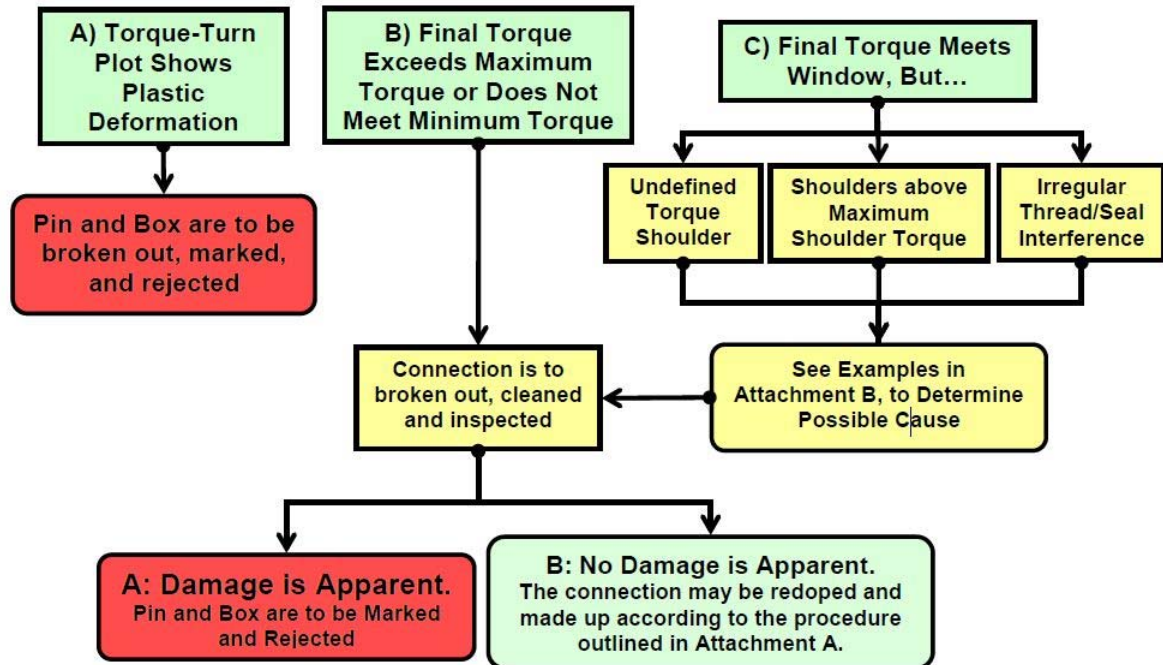 A) Torque-Turn
Plot Shows
Plastic
Deformation
B) Final Torque
Exceeds Maximum
Torque or Does Not
Meet Minimum Torque
C) Final Torque Meets
Window, But...
Pin and Box are to be
broken out, marked,
and rejected
Undefined
Torque
Shoulder
Shoulders above
Maximum
Shoulder Torque
Irregular
Thread/Seal
Interference
Connection is to
broken out, cleaned
and inspected
See Examples in
Attachment B, to Determine
Possible Cause
A: Damage is Apparent.
Pin and Box are to be Marked
and Rejected
B: No Damage is Apparent.
The connection may be redoped and
made up according to the procedure
outlined in Attachment A.